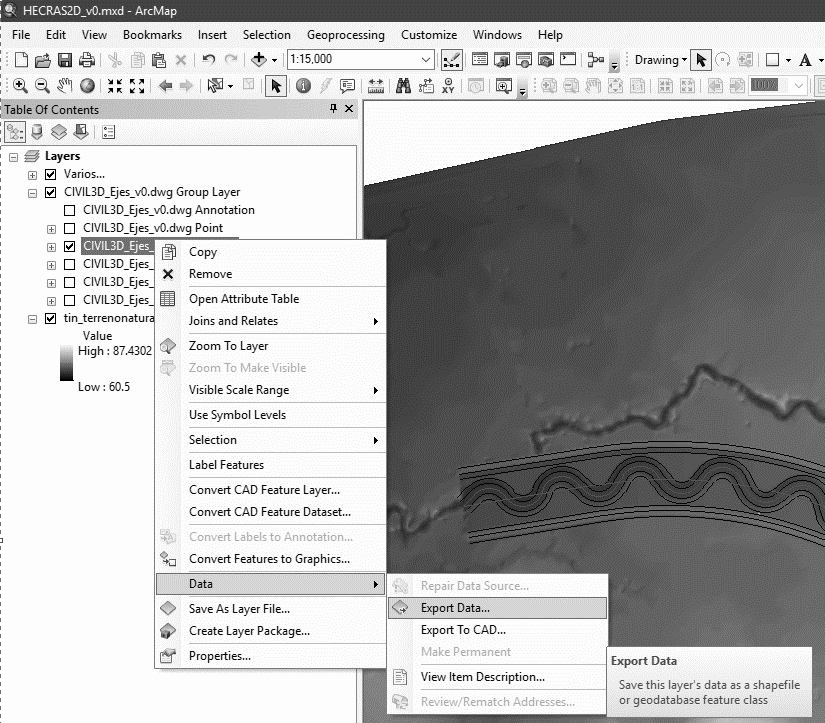 HECRAS2D_v0.mxd - ArcMap
File Edit View Bookmarks Insert Selection Geoprocessing Customize Windows Help
1:15,000 Drawing A
100%
Table Of Contents
Layers
Varios...
CIVIL3D_Ejes_v0.dwg Group Layer
CIVIL3D_Ejes_v0.dwg Annotation
CIVIL3D_Ejes_v0.dwg Point
CIVIL3D_Ejes_
CIVIL3D_Ejes_
CIVIL3D_Ejes_
CIVIL3D_Ejes_
tin_terrenonatura
Value
High : 87.4302
Low : 60.5
Copy
Remove
Open Attribute Table
Joins and Relates
Zoom To Layer
Zoom To Make Visible
Visible Scale Range
Use Symbol Levels
Selection
Label Features
Convert CAD Feature Layer...
Convert CAD Feature Dataset...
Convert Labels to Annotation...
Convert Features to Graphics...
Data
Save As Layer File...
Create Layer Package...
Properties...
Repair Data Source...
Export Data...
Export To CAD...
Make Permanent
View Item Description...
Review/Rematch Addresses...
Export Data
Save this layer's data as a shapefile
or geodatabase feature class